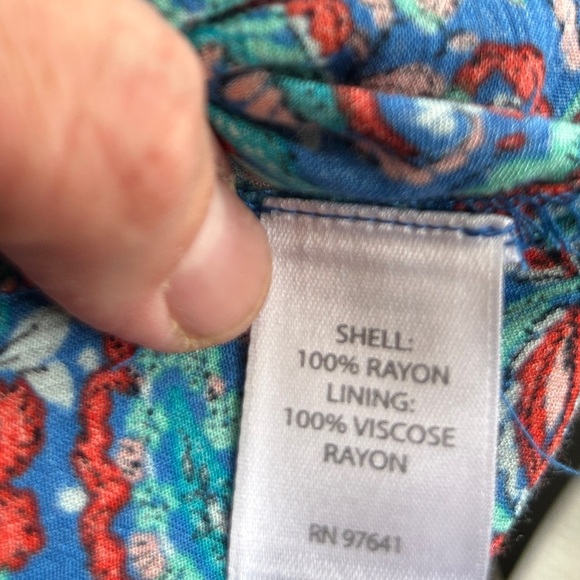 SHELL:
100% RAYON
LINING:
100% VISCOSE
RAYON
RN 97641